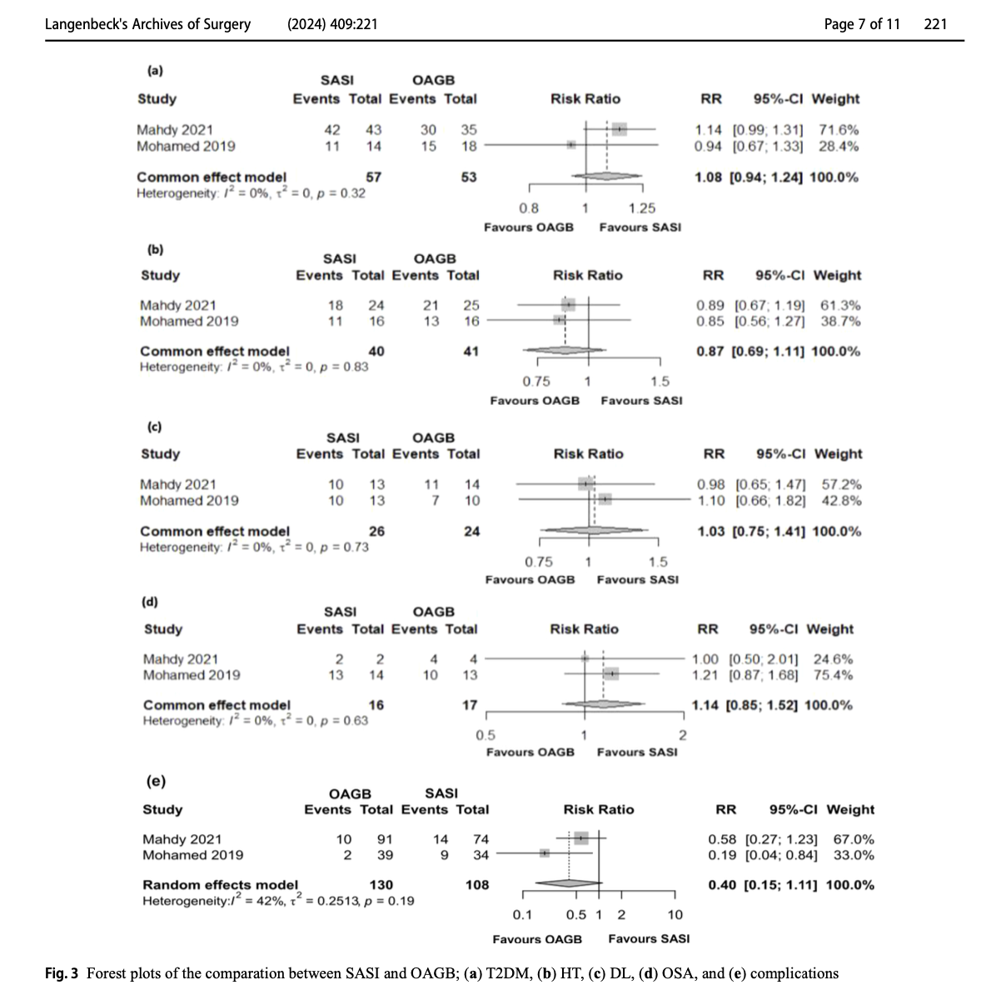 Langenbeck's Archives of Surgery (2024) 409:221 Page 7 of 11 221
(a)
SASI OAGB
Study Events Total Events Total Risk Ratio RR 95%-CI Weight
Mahdy 2021 42 43 30 35 1.14 [0.99; 1.31] 71.6%
Mohamed 2019 11 14 15 18 0.94 [0.67; 1.33] 28.4%
Common effect model 57 53 1.08 [0.94; 1.24] 100.0%
Heterogeneity: I² = 0%, τ² = 0, p = 0.32
0.8 1 1.25
Favours OAGB Favours SASI
(b)
SASI OAGB
Study Events Total Events Total Risk Ratio RR 95%-CI Weight
Mahdy 2021 18 24 21 25 0.89 [0.67; 1.19] 61.3%
Mohamed 2019 11 16 13 16 0.85 [0.56; 1.27] 38.7%
Common effect model 40 41 0.87 [0.69; 1.11] 100.0%
Heterogeneity: I² = 0%, τ² = 0, p = 0.83
0.75 1 1.5
Favours OAGB Favours SASI
(c)
SASI OAGB
Study Events Total Events Total Risk Ratio RR 95%-CI Weight
Mahdy 2021 10 13 11 14 0.98 [0.65; 1.47] 57.2%
Mohamed 2019 10 13 7 10 1.10 [0.66; 1.82] 42.8%
Common effect model 26 24 1.03 [0.75; 1.41] 100.0%
Heterogeneity: I² = 0%, τ² = 0, p = 0.73
0.75 1 1.5
Favours OAGB Favours SASI
(d)
SASI OAGB
Study Events Total Events Total Risk Ratio RR 95%-CI Weight
Mahdy 2021 2 2 4 4 1.00 [0.50; 2.01] 24.6%
Mohamed 2019 13 14 10 13 1.21 [0.87; 1.68] 75.4%
Common effect model 16 17 1.14 [0.85; 1.52] 100.0%
Heterogeneity: I² = 0%, τ² = 0, p = 0.63
0.5 1 2
Favours OAGB Favours SASI
(e)
OAGB SASI
Study Events Total Events Total Risk Ratio RR 95%-CI Weight
Mahdy 2021 10 91 14 74 0.58 [0.27; 1.23] 67.0%
Mohamed 2019 2 39 9 34 0.19 [0.04; 0.84] 33.0%
Random effects model 130 108 0.40 [0.15; 1.11] 100.0%
Heterogeneity:I² = 42%, τ² = 0.2513, p = 0.19
0.1 0.5 1 2 10
Favours OAGB Favours SASI
Fig. 3 Forest plots of the comparation between SASI and OAGB; (a) T2DM, (b) HT, (c) DL, (d) OSA, and (e) complications